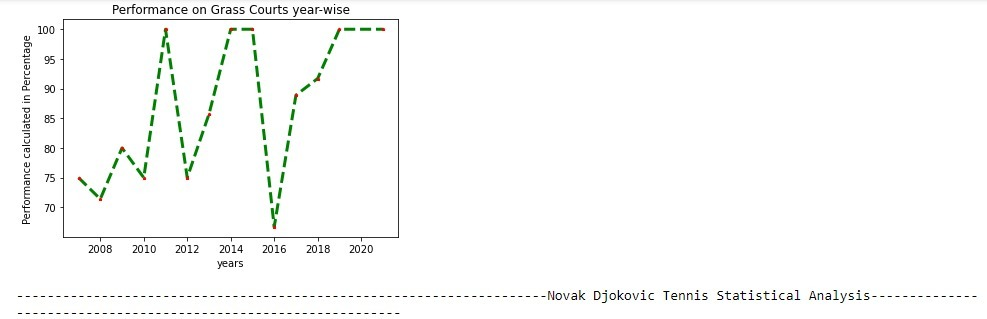 Performance on Grass Courts year-wise
100
95
90
85
80
75
70
Performance calculated in Percentage
2008 2010 2012 2014 2016 2018 2020
years
---------------------------------------------------------------------Novak Djokovic Tennis Statistical Analysis--------------
--------------------------------------------------